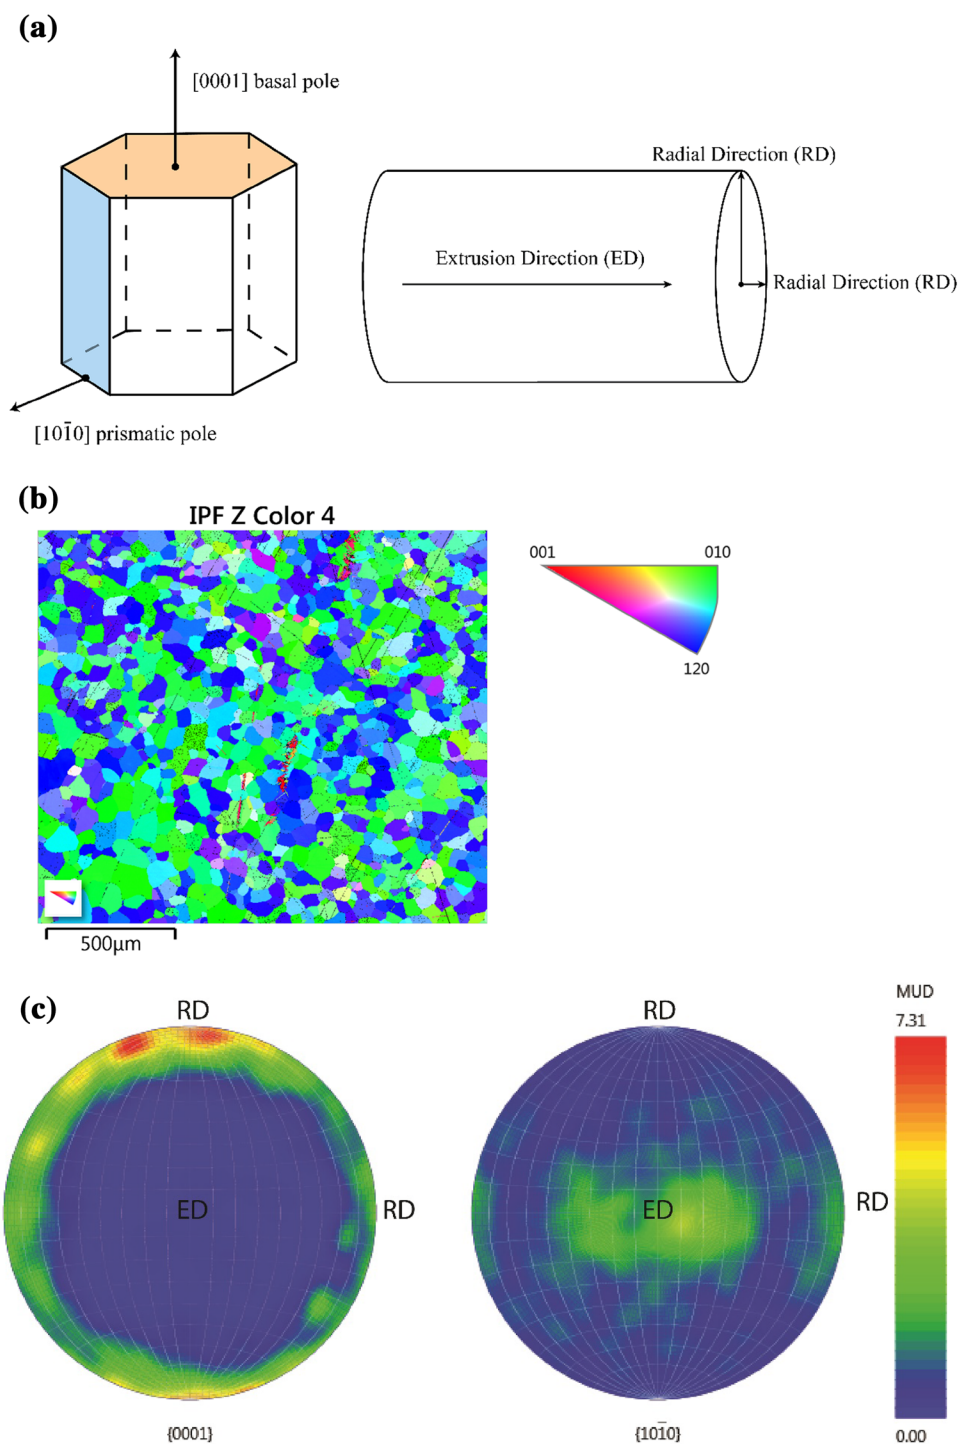 (a)
[0001] basal pole
Radial Direction (RD)
Extrusion Direction (ED)
Radial Direction (RD)
[101̄0] prismatic pole
(b)
IPF Z Color 4
001
010
120
500μm
(c)
RD
RD
MUD
7.31
ED
RD
ED
RD
{0001}
{101̄0}
0.00